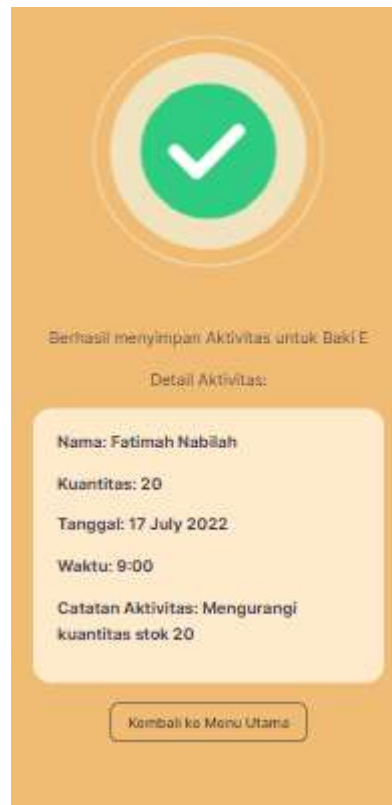 Berhasil menyimpan Aktivitas untuk Baki E
Detail Aktivitas:
Nama: Fatimah Nabilah
Kuantitas: 20
Tanggal: 17 July 2022
Waktu: 9:00
Catatan Aktivitas: Mengurangi
kuantitas stok 20
Kembali ke Menu Utama